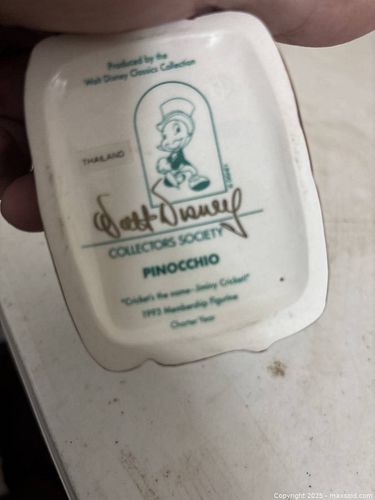 Produced by the
Walt Disney Classics Collection
THAILAND
© DISNEY
Walt Disney
COLLECTORS SOCIETY
PINOCCHIO
"Cricket's the name–Jiminy Cricket!"
1993 Membership Figurine
Charter Year
Copyright 2025 - maxsold.com